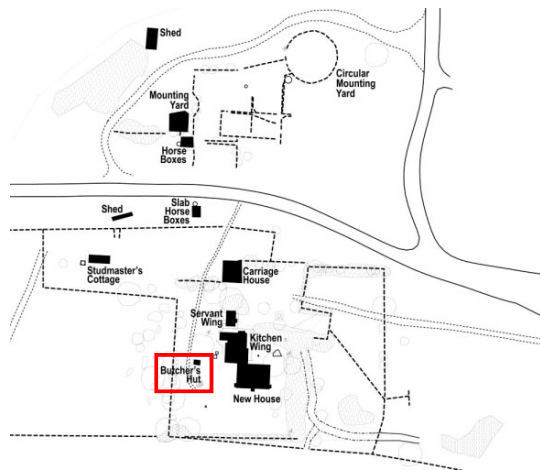 Shed
Circular
Mounting
Yard
Mounting
Yard
Horse
Boxes
Slab
Horse
Boxes
Shed
Studmaster's
Cottage
Carriage
House
Servant
Wing
Kitchen
Wing
Butcher's
Hut
New House